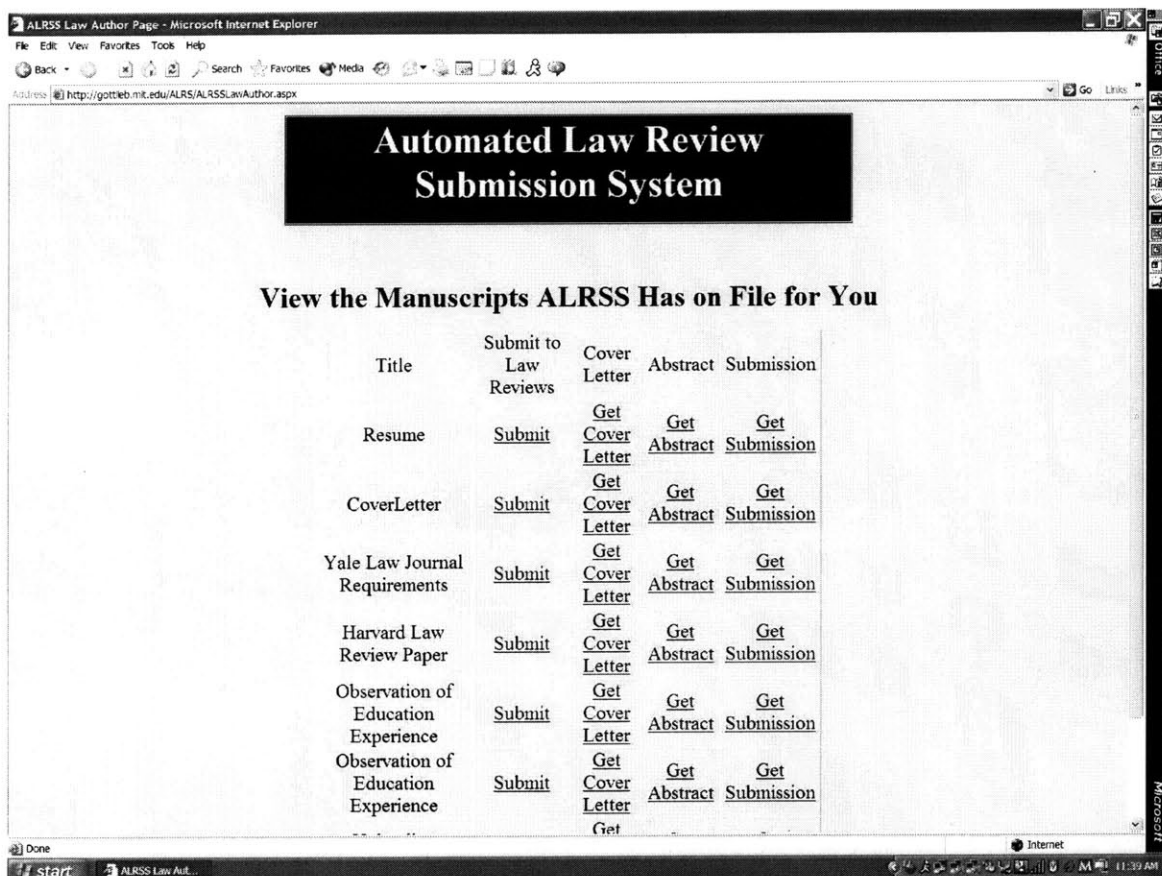 ALRSS Law Author Page - Microsoft Internet Explorer
File Edit View Favorites Tools Help
Back Search Favorites Media
Address http://gottlieb.mit.edu/ALRS/ALRSSLawAuthor.aspx Go Links »
Office
Automated Law Review
Submission System
View the Manuscripts ALRSS Has on File for You
Title Submit to Law Reviews Cover Letter Abstract Submission
Resume Submit Get Cover Letter Get Abstract Get Submission
CoverLetter Submit Get Cover Letter Get Abstract Get Submission
Yale Law Journal Requirements Submit Get Cover Letter Get Abstract Get Submission
Harvard Law Review Paper Submit Get Cover Letter Get Abstract Get Submission
Observation of Education Experience Submit Get Cover Letter Get Abstract Get Submission
Observation of Education Experience Submit Get Cover Letter Get Abstract Get Submission
Get
Microsoft
Done Internet
start ALRSS Law Aut... M 11:39 AM